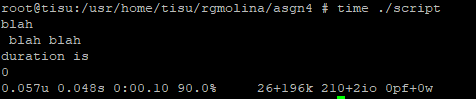 root@tisu:/usr/home/tisu/rgmolina/asgn4 # time ./script
blah
 blah blah
duration is
0
0.057u 0.048s 0:00.10 90.0%     26+196k 210+2io 0pf+0w